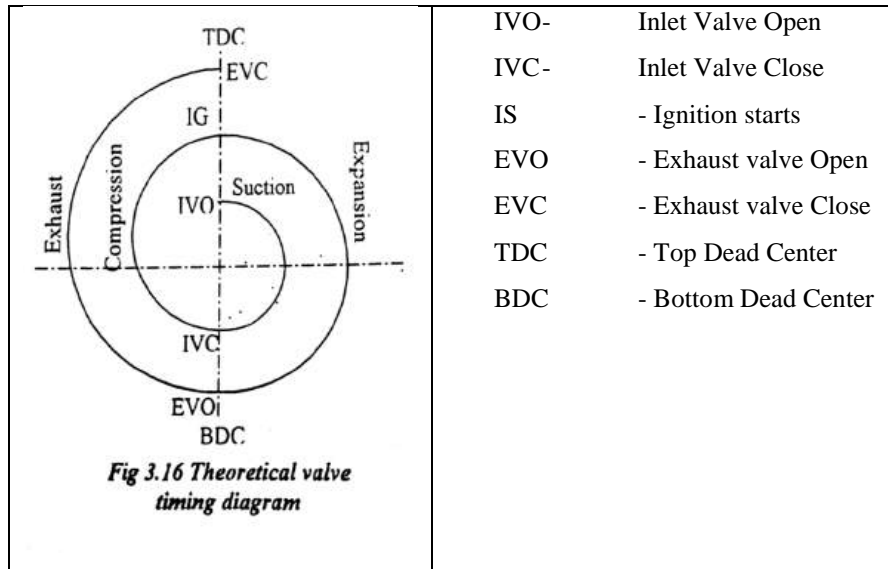 TDC
EVC
IG
Exhaust
Compression
IVO
Suction
Expansion
IVC
EVO
BDC
Fig 3.16 Theoretical valve
timing diagram
IVO- Inlet Valve Open
IVC- Inlet Valve Close
IS - Ignition starts
EVO - Exhaust valve Open
EVC - Exhaust valve Close
TDC - Top Dead Center
BDC - Bottom Dead Center